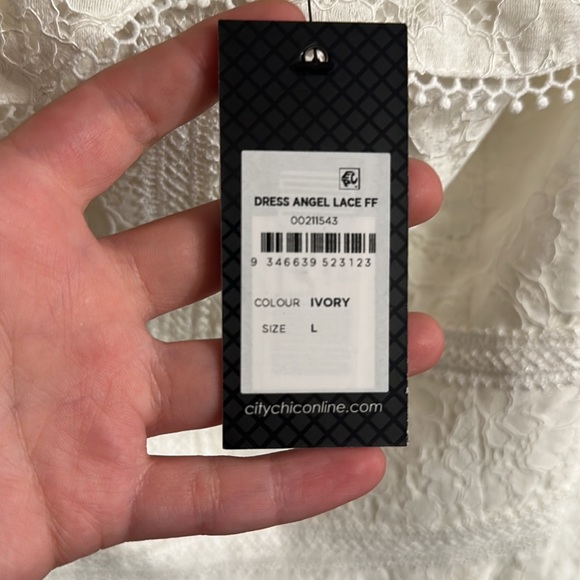 DRESS ANGEL LACE FF
00211543
9 346639 523123
COLOUR IVORY
SIZE L
citychiconline.com